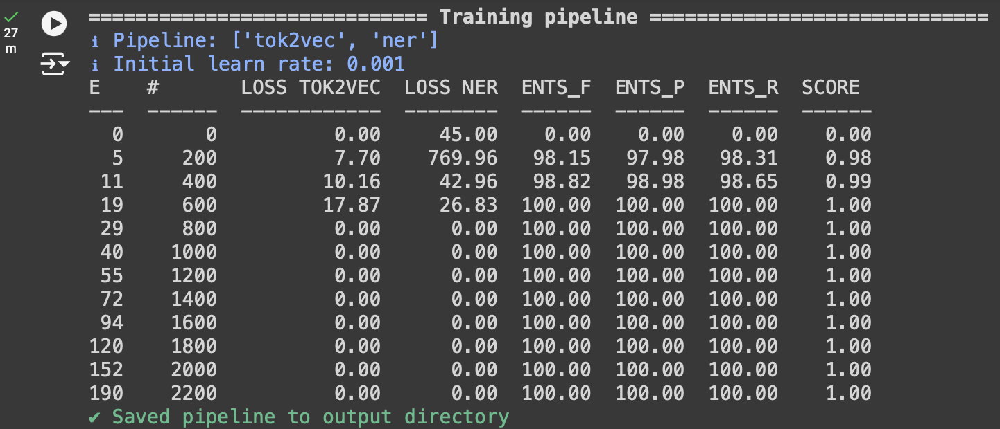 ============================= Training pipeline =============================
27
m
ℹ Pipeline: ['tok2vec', 'ner']
ℹ Initial learn rate: 0.001
E    #       LOSS TOK2VEC  LOSS NER  ENTS_F  ENTS_P  ENTS_R  SCORE
---  ------  ------------  --------  ------  ------  ------  ------
  0       0          0.00     45.00    0.00    0.00    0.00    0.00
  5     200          7.70    769.96   98.15   97.98   98.31    0.98
 11     400         10.16     42.96   98.82   98.98   98.65    0.99
 19     600         17.87     26.83  100.00  100.00  100.00    1.00
 29     800          0.00      0.00  100.00  100.00  100.00    1.00
 40    1000          0.00      0.00  100.00  100.00  100.00    1.00
 55    1200          0.00      0.00  100.00  100.00  100.00    1.00
 72    1400          0.00      0.00  100.00  100.00  100.00    1.00
 94    1600          0.00      0.00  100.00  100.00  100.00    1.00
120    1800          0.00      0.00  100.00  100.00  100.00    1.00
152    2000          0.00      0.00  100.00  100.00  100.00    1.00
190    2200          0.00      0.00  100.00  100.00  100.00    1.00
✔ Saved pipeline to output directory